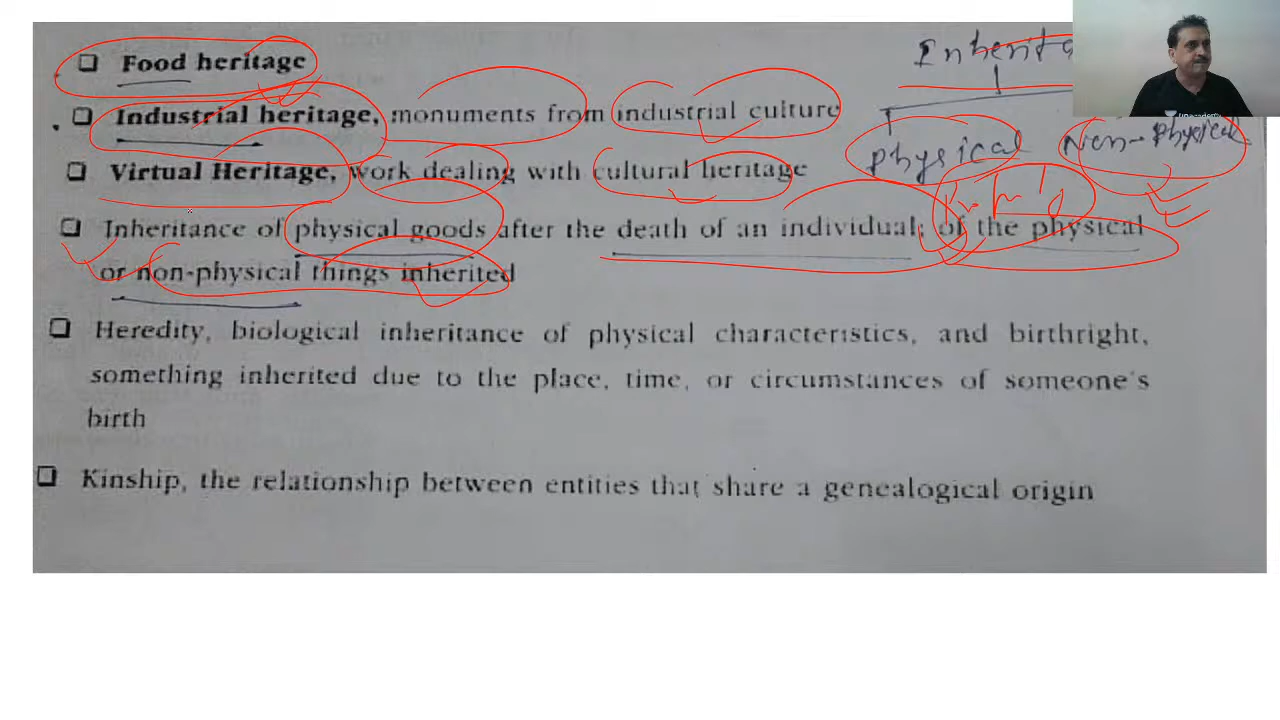 ❑ Food heritage
❑ Industrial heritage, monuments from industrial culture
❑ Virtual Heritage, work dealing with cultural heritage
❑ Inheritance of physical goods after the death of an individual; of the physical
or non-physical things inherited
❑ Heredity, biological inheritance of physical characteristics, and birthright,
something inherited due to the place, time, or circumstances of someone's
birth
❑ Kinship, the relationship between entities that share a genealogical origin
Inherita
Physical
Non-Physical